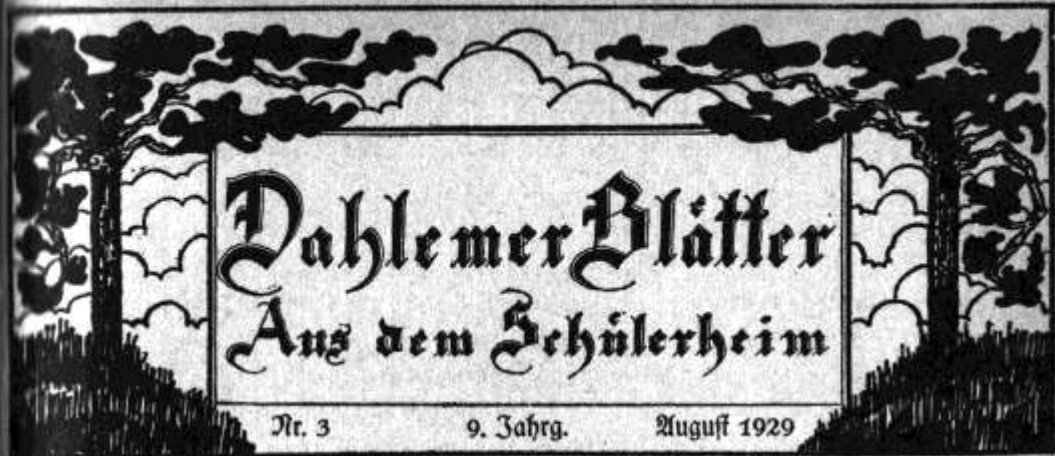 Dahlemer Blätter
Aus dem Schülerheim
Nr. 3 9. Jahrg. August 1929